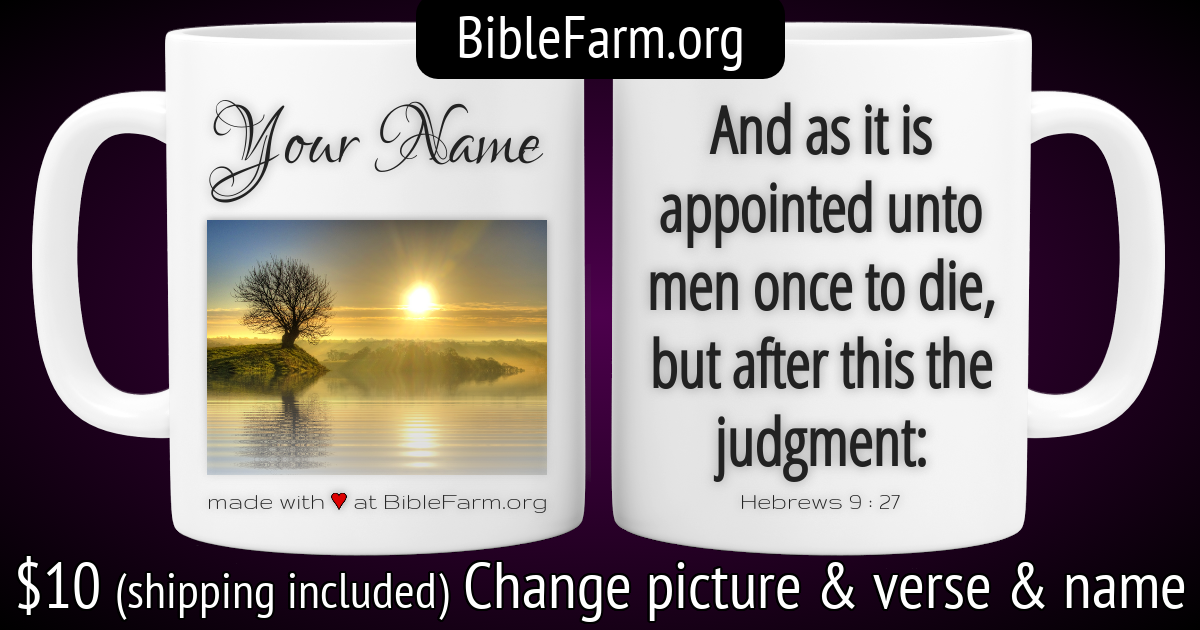 BibleFarm.org
Your Name
made with ♥ at BibleFarm.org
And as it is
appointed unto
men once to die,
but after this the
judgment:
Hebrews 9 : 27
$10 (shipping included) Change picture & verse & name